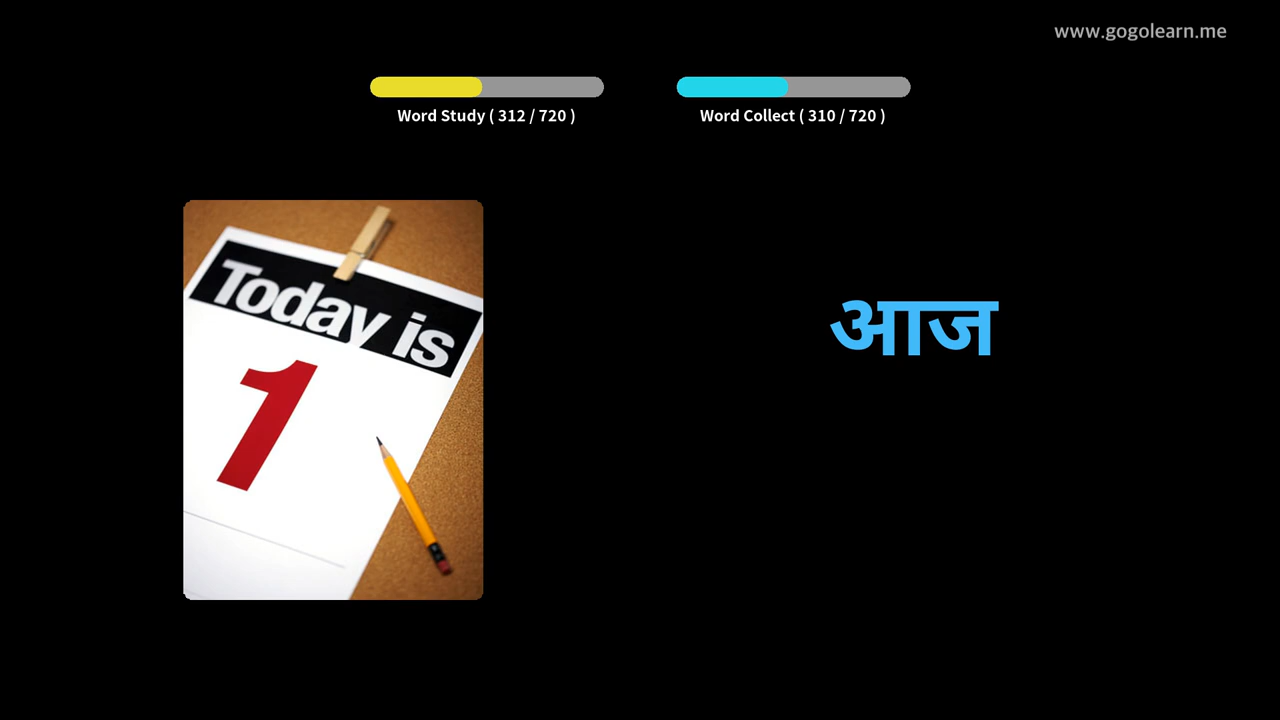 www.gogolearn.me
Word Study ( 312 / 720 )
Word Collect ( 310 / 720 )
Today is
1
आज